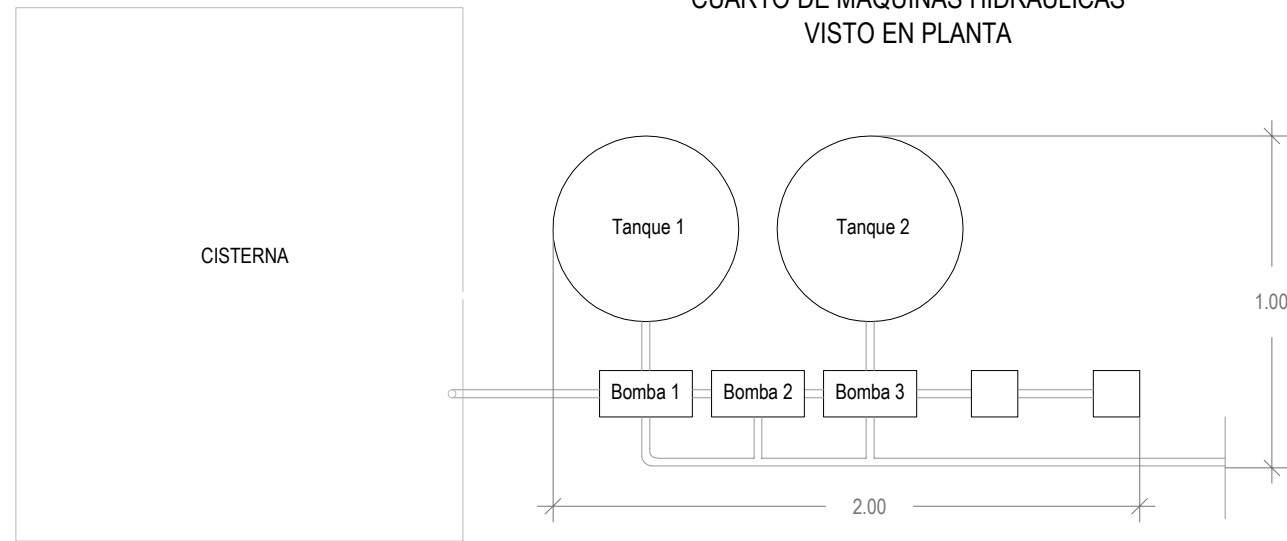 CUARTO DE MAQUINAS HIDRAULICAS
VISTO EN PLANTA
Tanque 1
Tanque 2
CISTERNA
1.00
Bomba 1
Bomba 2
Bomba 3
2.00